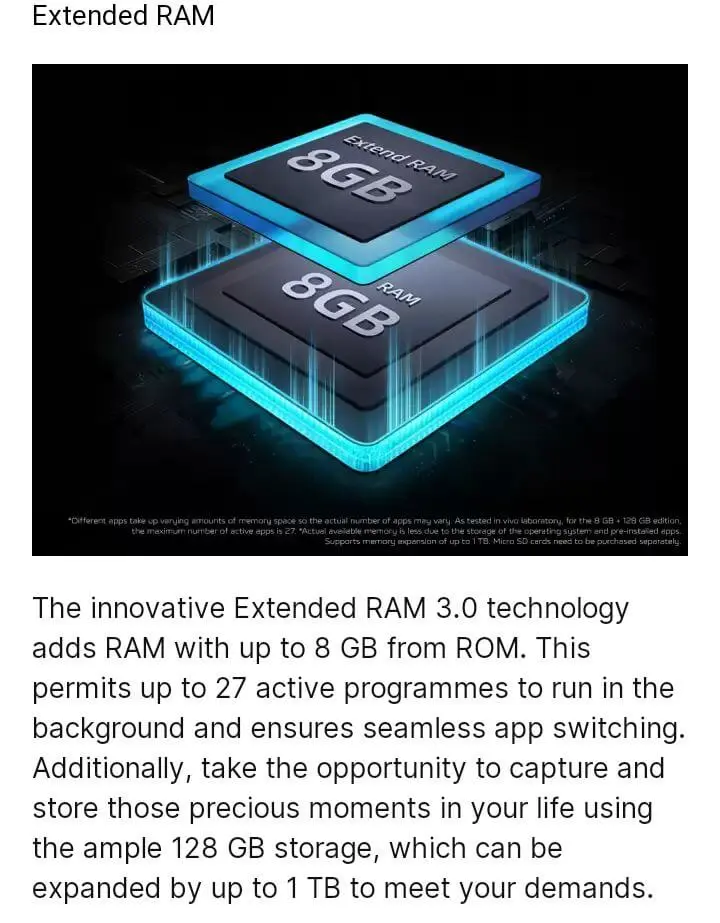 Extended RAM
Extend RAM
8GB
RAM
8GB
*Different apps take up varying amounts of memory space so the actual number of apps may vary. As tested in vivo laboratory, for the 8 GB + 128 GB edition,
the maximum number of active apps is 27. *Actual available memory is less due to the storage of the operating system and pre-installed apps.
Supports memory expansion of up to 1 TB. Micro SD cards need to be purchased separately.
The innovative Extended RAM 3.0 technology
adds RAM with up to 8 GB from ROM. This
permits up to 27 active programmes to run in the
background and ensures seamless app switching.
Additionally, take the opportunity to capture and
store those precious moments in your life using
the ample 128 GB storage, which can be
expanded by up to 1 TB to meet your demands.